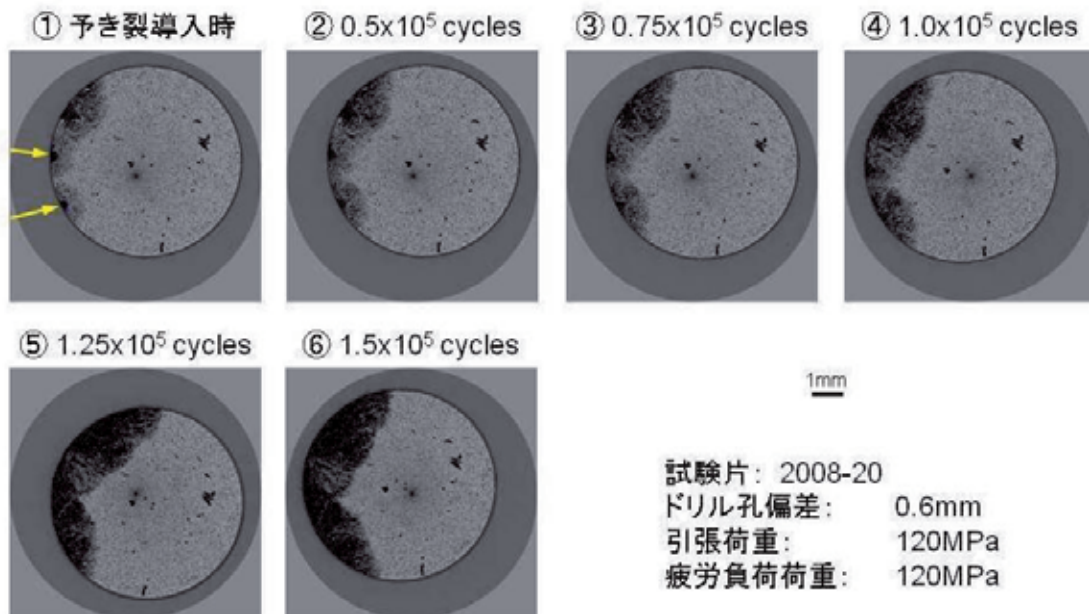 ① 予き裂導入時
② 0.5x10⁵ cycles
③ 0.75x10⁵ cycles
④ 1.0x10⁵ cycles
⑤ 1.25x10⁵ cycles
⑥ 1.5x10⁵ cycles
1mm
試験片: 2008-20
ドリル孔偏差: 0.6mm
引張荷重: 120MPa
疲労負荷荷重: 120MPa